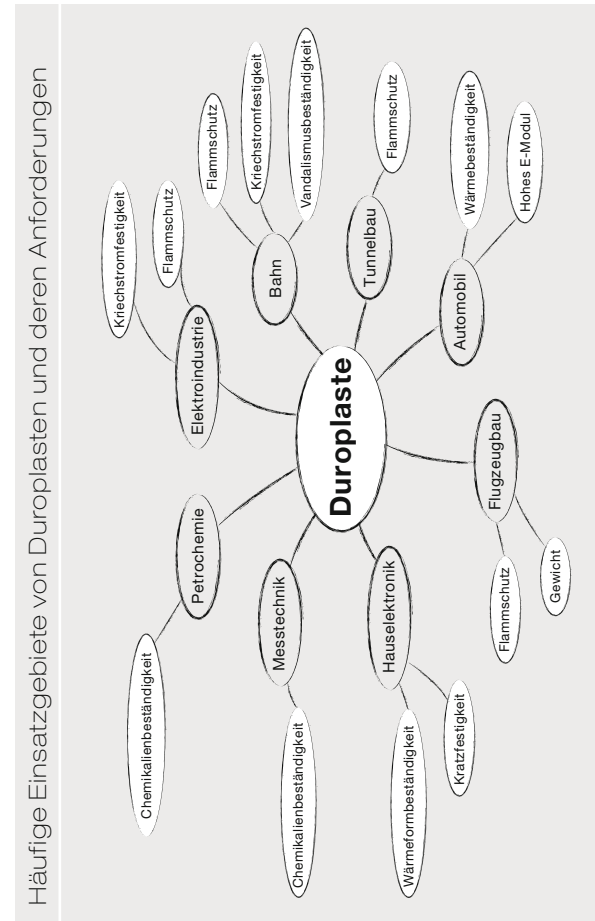 Häufige Einsatzgebiete von Duroplasten und deren Anforderungen
Chemikalienbeständigkeit
Petrochemie
Elektroindustrie
Kriechstromfestigkeit
Flammschutz
Bahn
Flammschutz
Kriechstromfestigkeit
Vandalismusbeständigkeit
Chemikalienbeständigkeit
Messtechnik
Duroplaste
Tunnelbau
Flammschutz
Wärmeformbeständigkeit
Kratzfestigkeit
Hauselektronik
Automobil
Wärmebeständigkeit
Hohes E-Modul
Flugzeugbau
Flammschutz
Gewicht